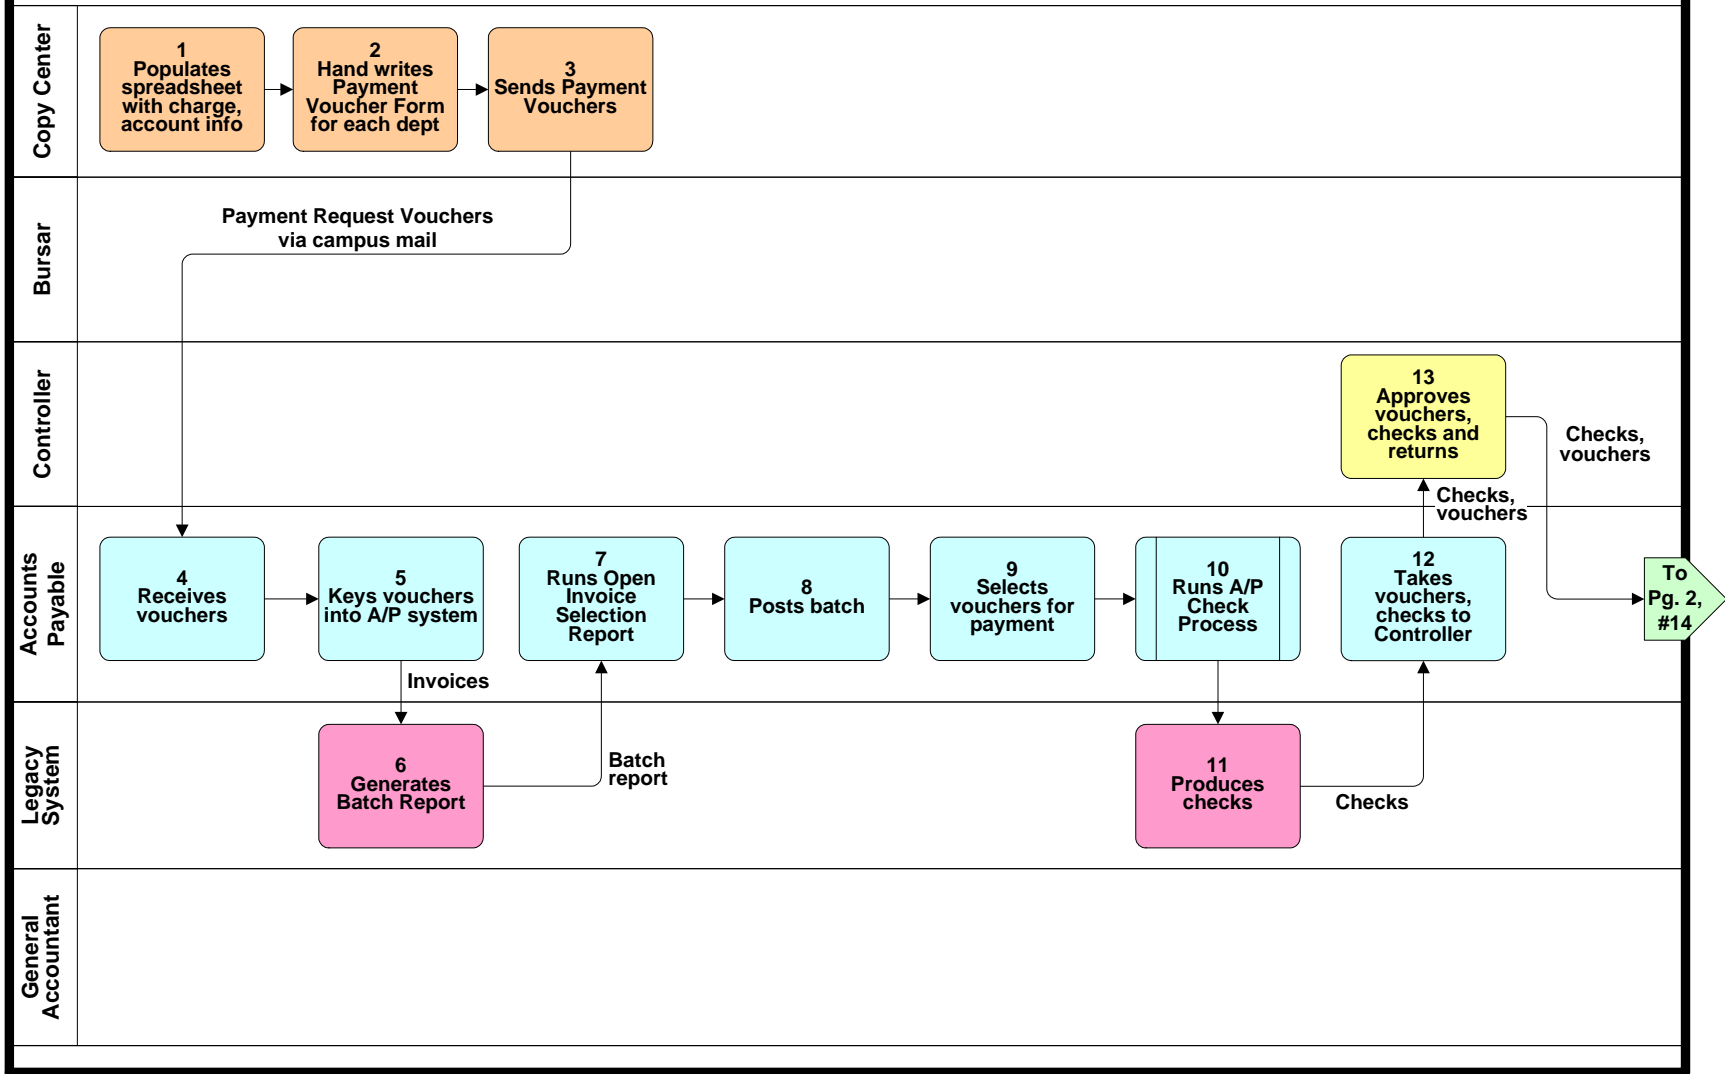 Copy Center
1
Populates
spreadsheet
with charge,
account info
2
Hand writes
Payment
Voucher Form
for each dept
3
Sends Payment
Vouchers
Bursar
Payment Request Vouchers
via campus mail
Controller
13
Approves
vouchers,
checks and
returns
Checks,
vouchers
Checks,
vouchers
Accounts
Payable
4
Receives
vouchers
5
Keys vouchers
into A/P system
7
Runs Open
Invoice
Selection
Report
8
Posts batch
9
Selects
vouchers for
payment
10
Runs A/P
Check
Process
12
Takes
vouchers,
checks to
Controller
To
Pg. 2,
#14
Invoices
Legacy
System
6
Generates
Batch Report
Batch
report
11
Produces
checks
Checks
General
Accountant